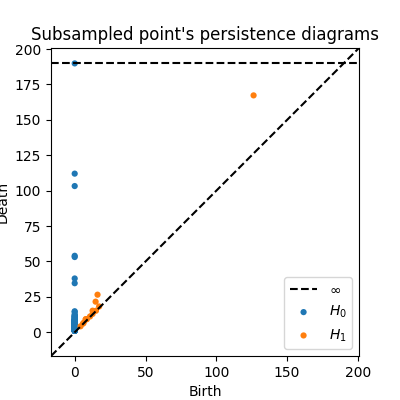 Subsampled point's persistence diagrams
200
175
150
125
100
75
50
25
0
Death
0 50 100 150 200
Birth
∞
H₀
H₁